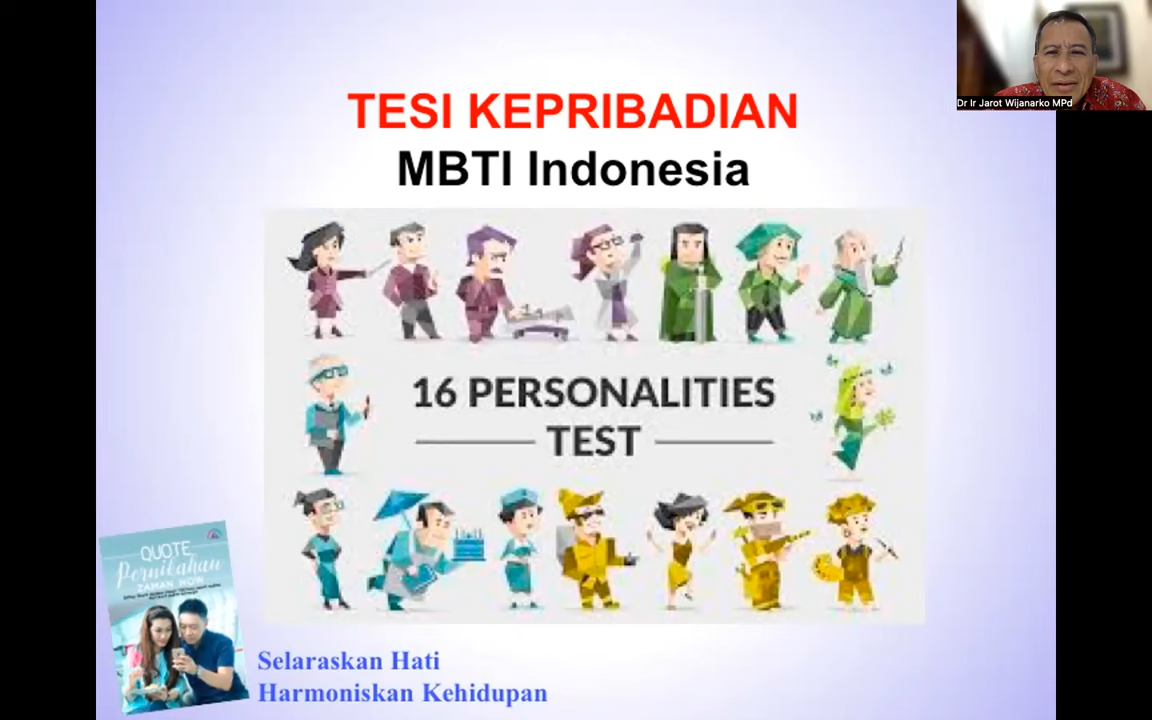 Dr Ir Jarot Wijanarko MPd
TESI KEPRIBADIAN
MBTI Indonesia
16 PERSONALITIES
TEST
QUOTE
Pernikahan
ZAMAN NOW
Selaraskan Hati
Harmoniskan Kehidupan